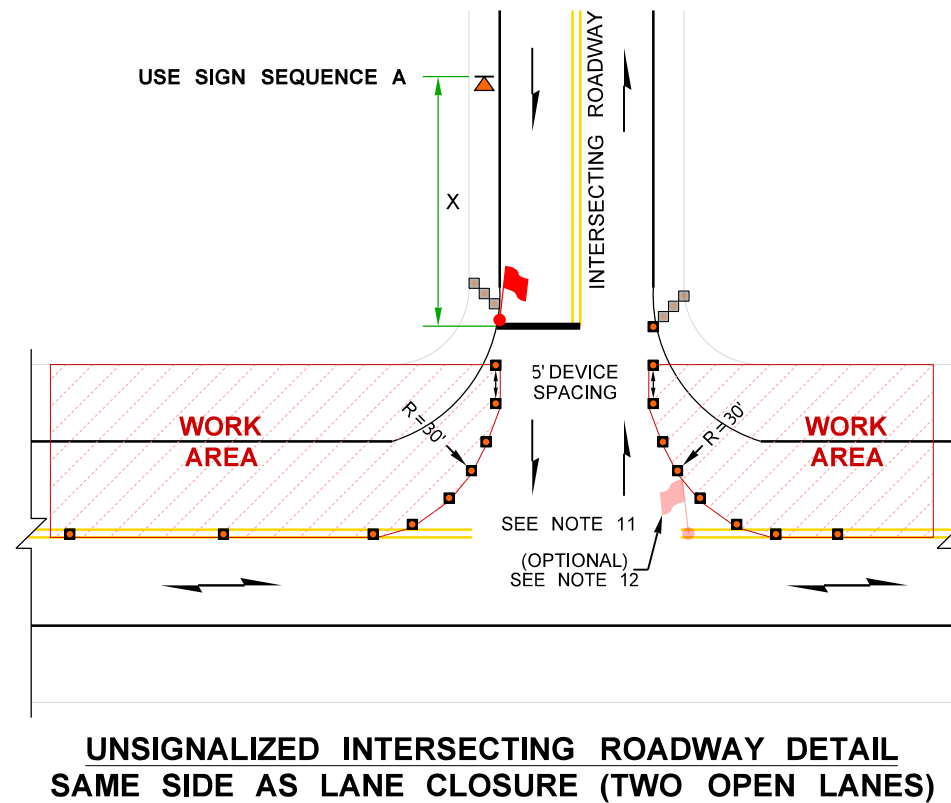 USE SIGN SEQUENCE A
INTERSECTING ROADWAY
X
5' DEVICE
SPACING
R = 30'
R = 30'
WORK
AREA
WORK
AREA
SEE NOTE 11
(OPTIONAL)
SEE NOTE 12
UNSIGNALIZED INTERSECTING ROADWAY DETAIL
SAME SIDE AS LANE CLOSURE (TWO OPEN LANES)